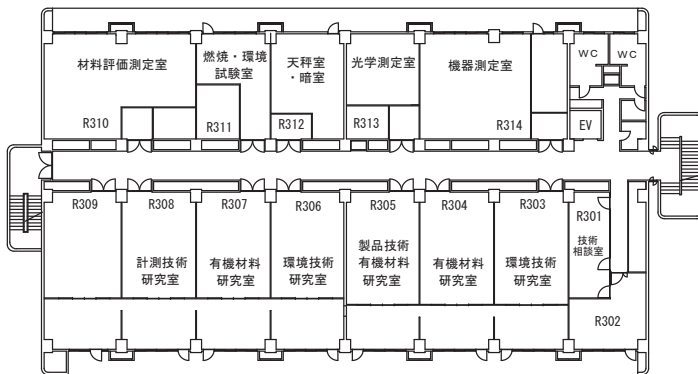 材料評価測定室
R310
燃焼・環境
試験室
R311
天秤室
・暗室
R312
光学測定室
R313
機器測定室
R314
WC
WC
EV
R309
R308
計測技術
研究室
R307
有機材料
研究室
R306
環境技術
研究室
R305
製品技術
有機材料
研究室
R304
有機材料
研究室
R303
環境技術
研究室
R301
技術
相談室
R302